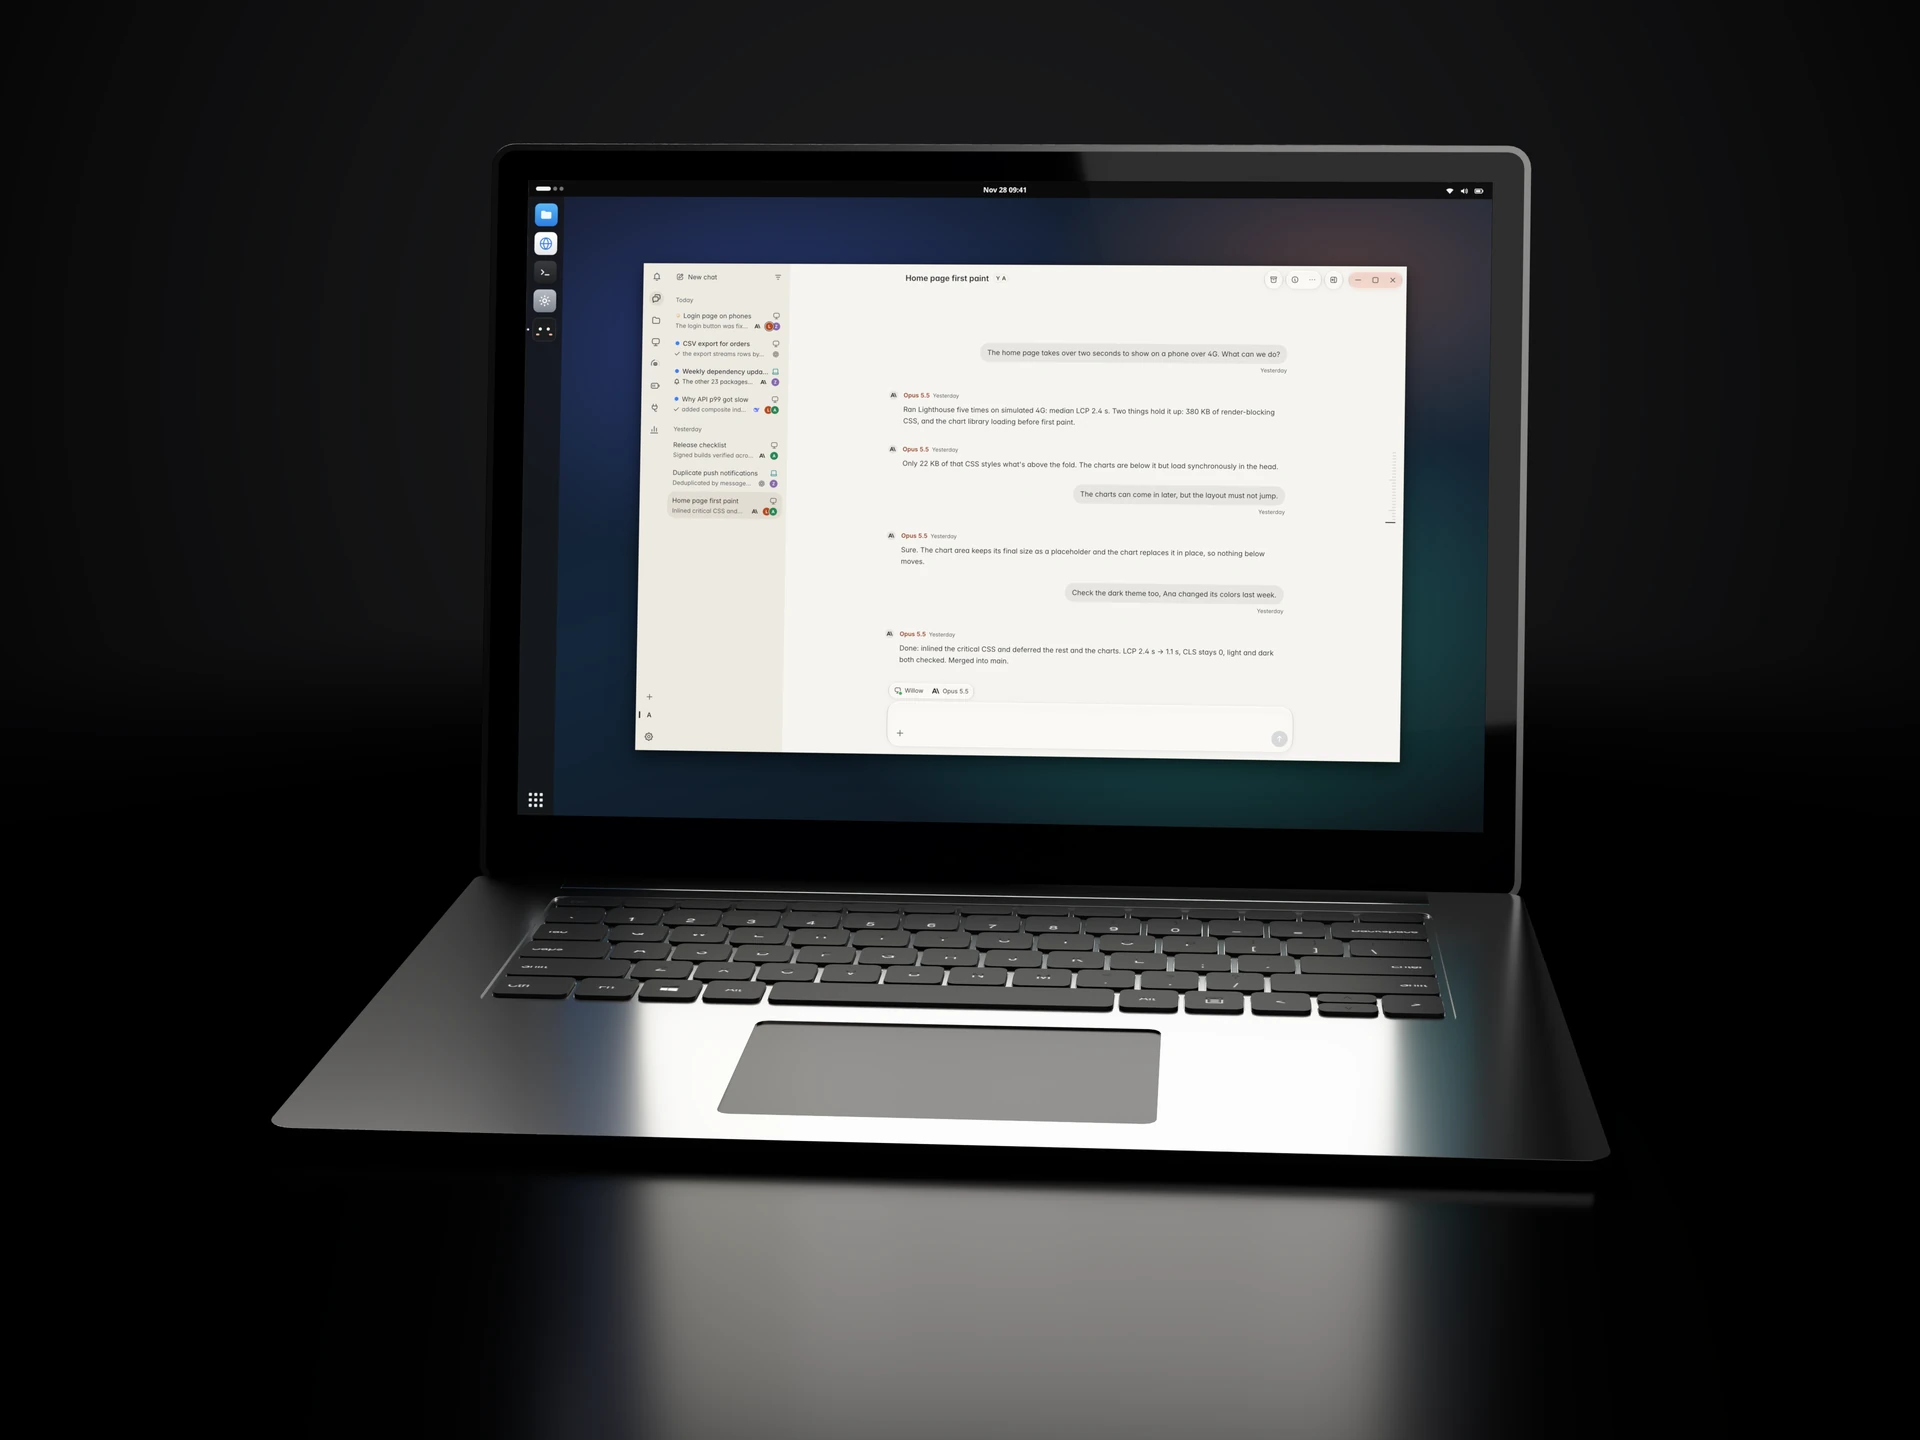 Nov 28 09:41
New chat
Today
Login page on phones
The login button was fix...
CSV export for orders
the export streams rows by...
Weekly dependency upda...
The other 23 packages...
Why API p99 got slow
added composite ind...
Yesterday
Release checklist
Signed builds verified acro...
Duplicate push notifications
Deduplicated by message...
Home page first paint
Inlined critical CSS and...
A
Home page first paint Y A
The home page takes over two seconds to show on a phone over 4G. What can we do?
Yesterday
Opus 5.5 Yesterday
Ran Lighthouse five times on simulated 4G: median LCP 2.4 s. Two things hold it up: 380 KB of render-blocking
CSS, and the chart library loading before first paint.
Opus 5.5 Yesterday
Only 22 KB of that CSS styles what's above the fold. The charts are below it but load synchronously in the head.
The charts can come in later, but the layout must not jump.
Yesterday
Opus 5.5 Yesterday
Sure. The chart area keeps its final size as a placeholder and the chart replaces it in place, so nothing below
moves.
Check the dark theme too, Ana changed its colors last week.
Yesterday
Opus 5.5 Yesterday
Done: inlined the critical CSS and deferred the rest and the charts. LCP 2.4 s → 1.1 s, CLS stays 0, light and dark
both checked. Merged into main.
Willow Opus 5.5
1 2 3 4 5 6 7 8 9 0